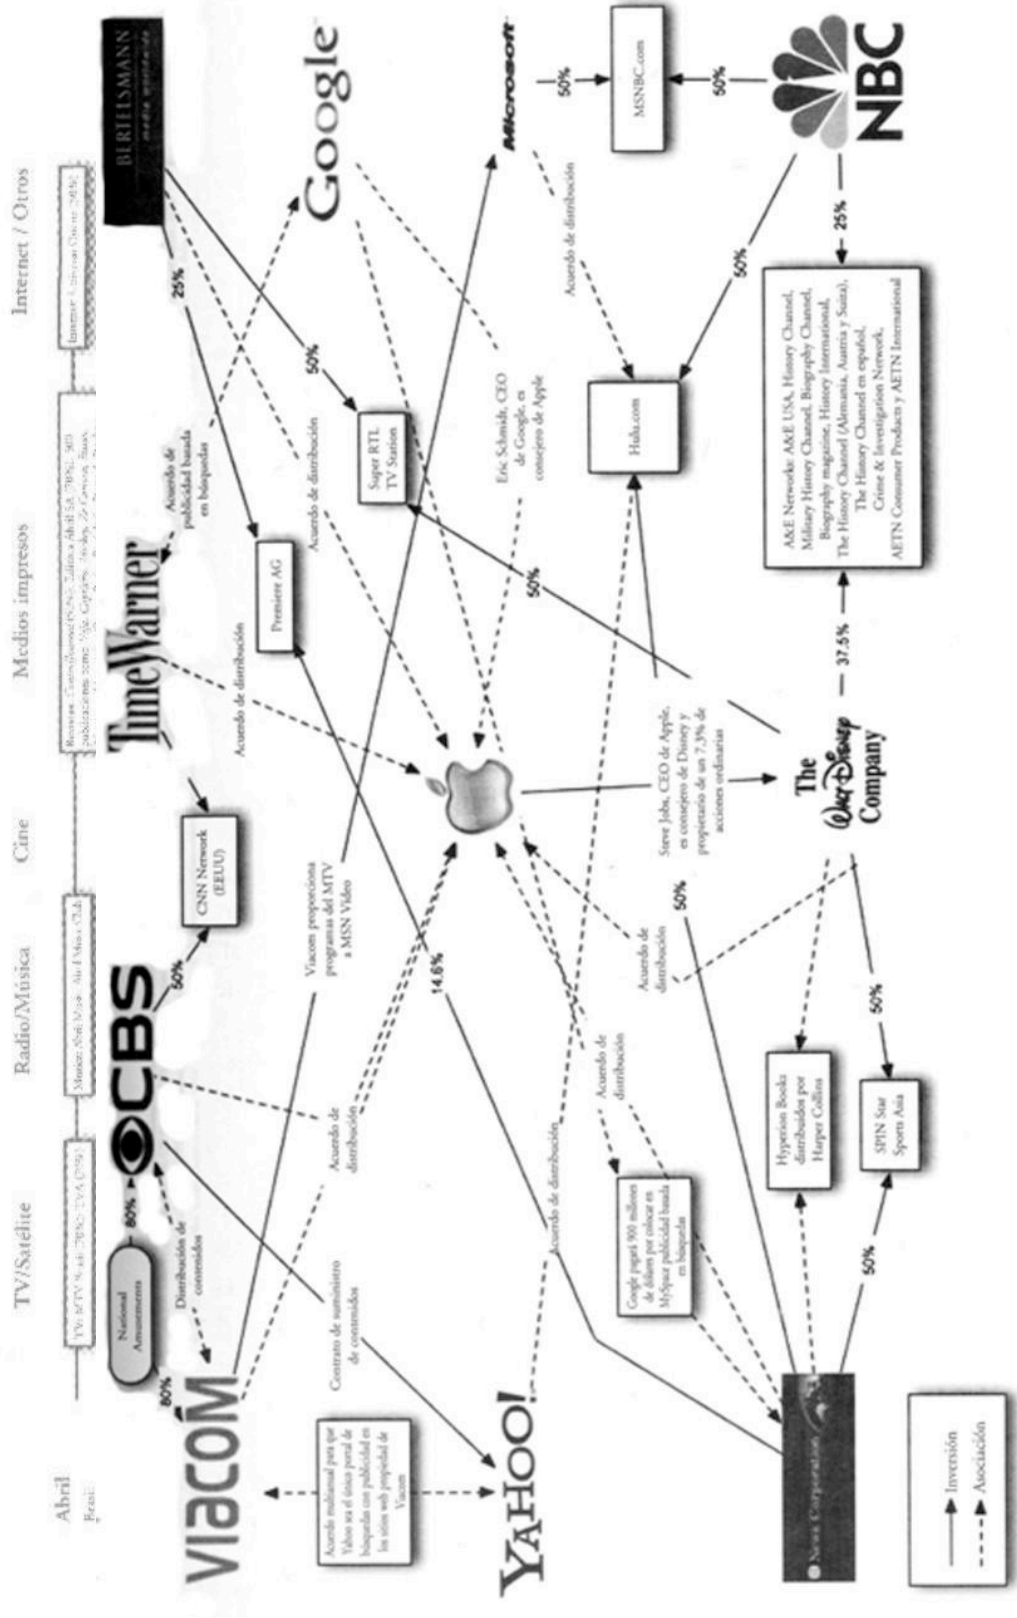 Abril
Brasil
TV/Satélite
Radio/Música
Cine
Medios impresos
Internet / Otros
National
Amusements
80%
80%
CBS
50%
CNN Network
(EEUU)
TimeWarner
Acuerdo de
publicidad basada
en búsquedas
25%
BERTELSMANN
media worldwide
VIACOM
Distribución de
contenidos
Acuerdo de distribución
Premiere AG
Acuerdo de distribución
50%
Super RTL
TV Station
Google
Acuerdo multianual para que
Yahoo sea el único portal de
búsquedas con publicidad en
los sitios web propiedad de
Viacom
Contrato de suministro
de contenidos
Acuerdo de
distribución
Viacom proporciona
programas del MTV
a MSN Video
14.6%
Eric Schmidt, CEO
de Google, es
consejero de Apple
Microsoft
YAHOO!
Acuerdo de distribución
Acuerdo de
distribución
Acuerdo de
distribución
50%
Hulu.com
Acuerdo de distribución
50%
MSNBC.com
50%
Google pagará 900 millones
de dólares por colocar en
MySpace publicidad basada
en búsquedas
50%
Steve Jobs, CEO de Apple,
es consejero de Disney y
propietario de un 7,3% de
acciones ordinarias
50%
News Corporation
Hyperion Books
distribuidos por
Harper Collins
50%
SPIN Star
Sports Asia
50%
The
WALT DISNEY
Company
37.5%
A&E Networks: A&E USA, History Channel,
Military History Channel, Biography Channel,
Biography magazine, History International,
The History Channel (Alemania, Austria y Suiza),
The History Channel en español,
Crime & Investigation Network,
AETN Consumer Products y AETN International
25%
NBC
Inversión
Asociación